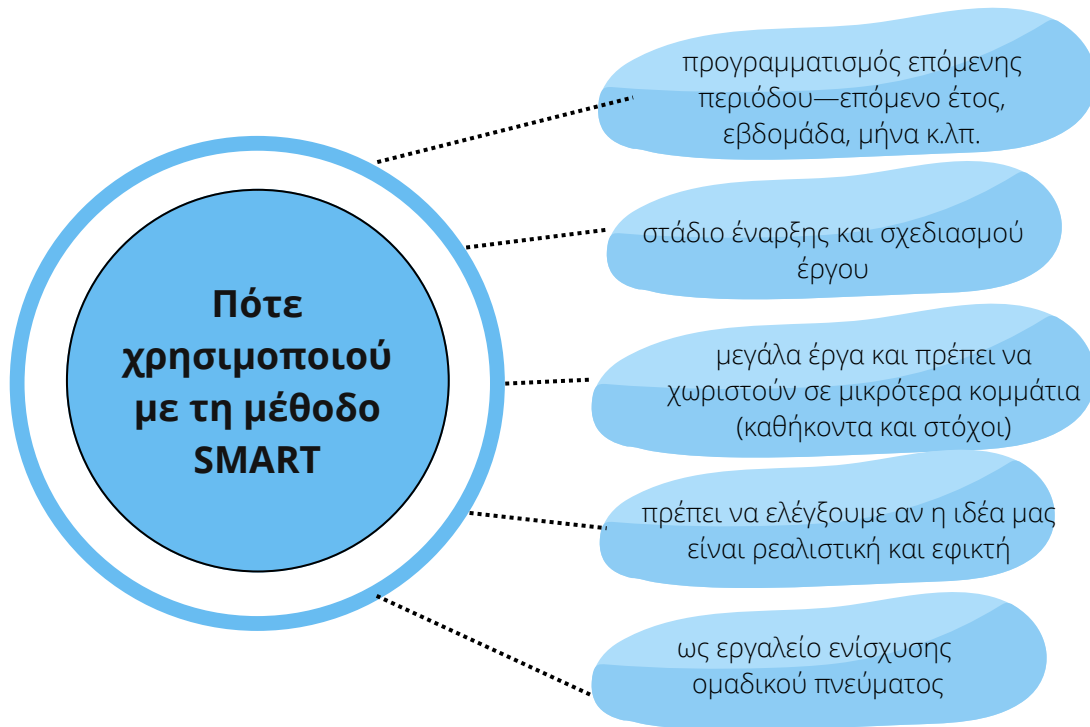 Πότε
χρησιμοποιού
με τη μέθοδο
SMART
προγραμματισμός επόμενης
περιόδου—επόμενο έτος,
εβδομάδα, μήνα κ.λπ.
στάδιο έναρξης και σχεδιασμού
έργου
μεγάλα έργα και πρέπει να
χωριστούν σε μικρότερα κομμάτια
(καθήκοντα και στόχοι)
πρέπει να ελέγξουμε αν η ιδέα μας
είναι ρεαλιστική και εφικτή
ως εργαλείο ενίσχυσης
ομαδικού πνεύματος